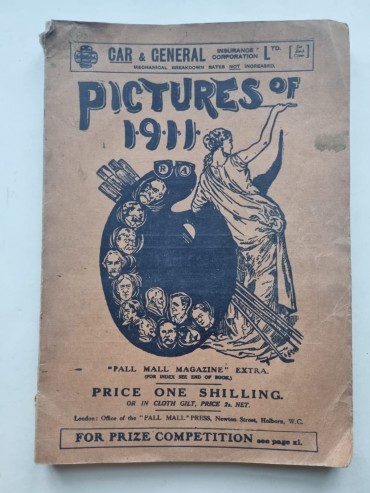 CAR & GENERAL INSURANCE CORPORATION LTD.
MECHANICAL BREAKDOWN RATES NOT INCREASED.
PICTURES OF
1911
R A
"PALL MALL MAGAZINE" EXTRA.
(FOR INDEX SEE END OF BOOK.)
PRICE ONE SHILLING.
OR IN CLOTH GILT, PRICE 2s. NET.
London: Office of the "PALL MALL" PRESS, Newton Street, Holborn, W.C.
FOR PRIZE COMPETITION see page xi.